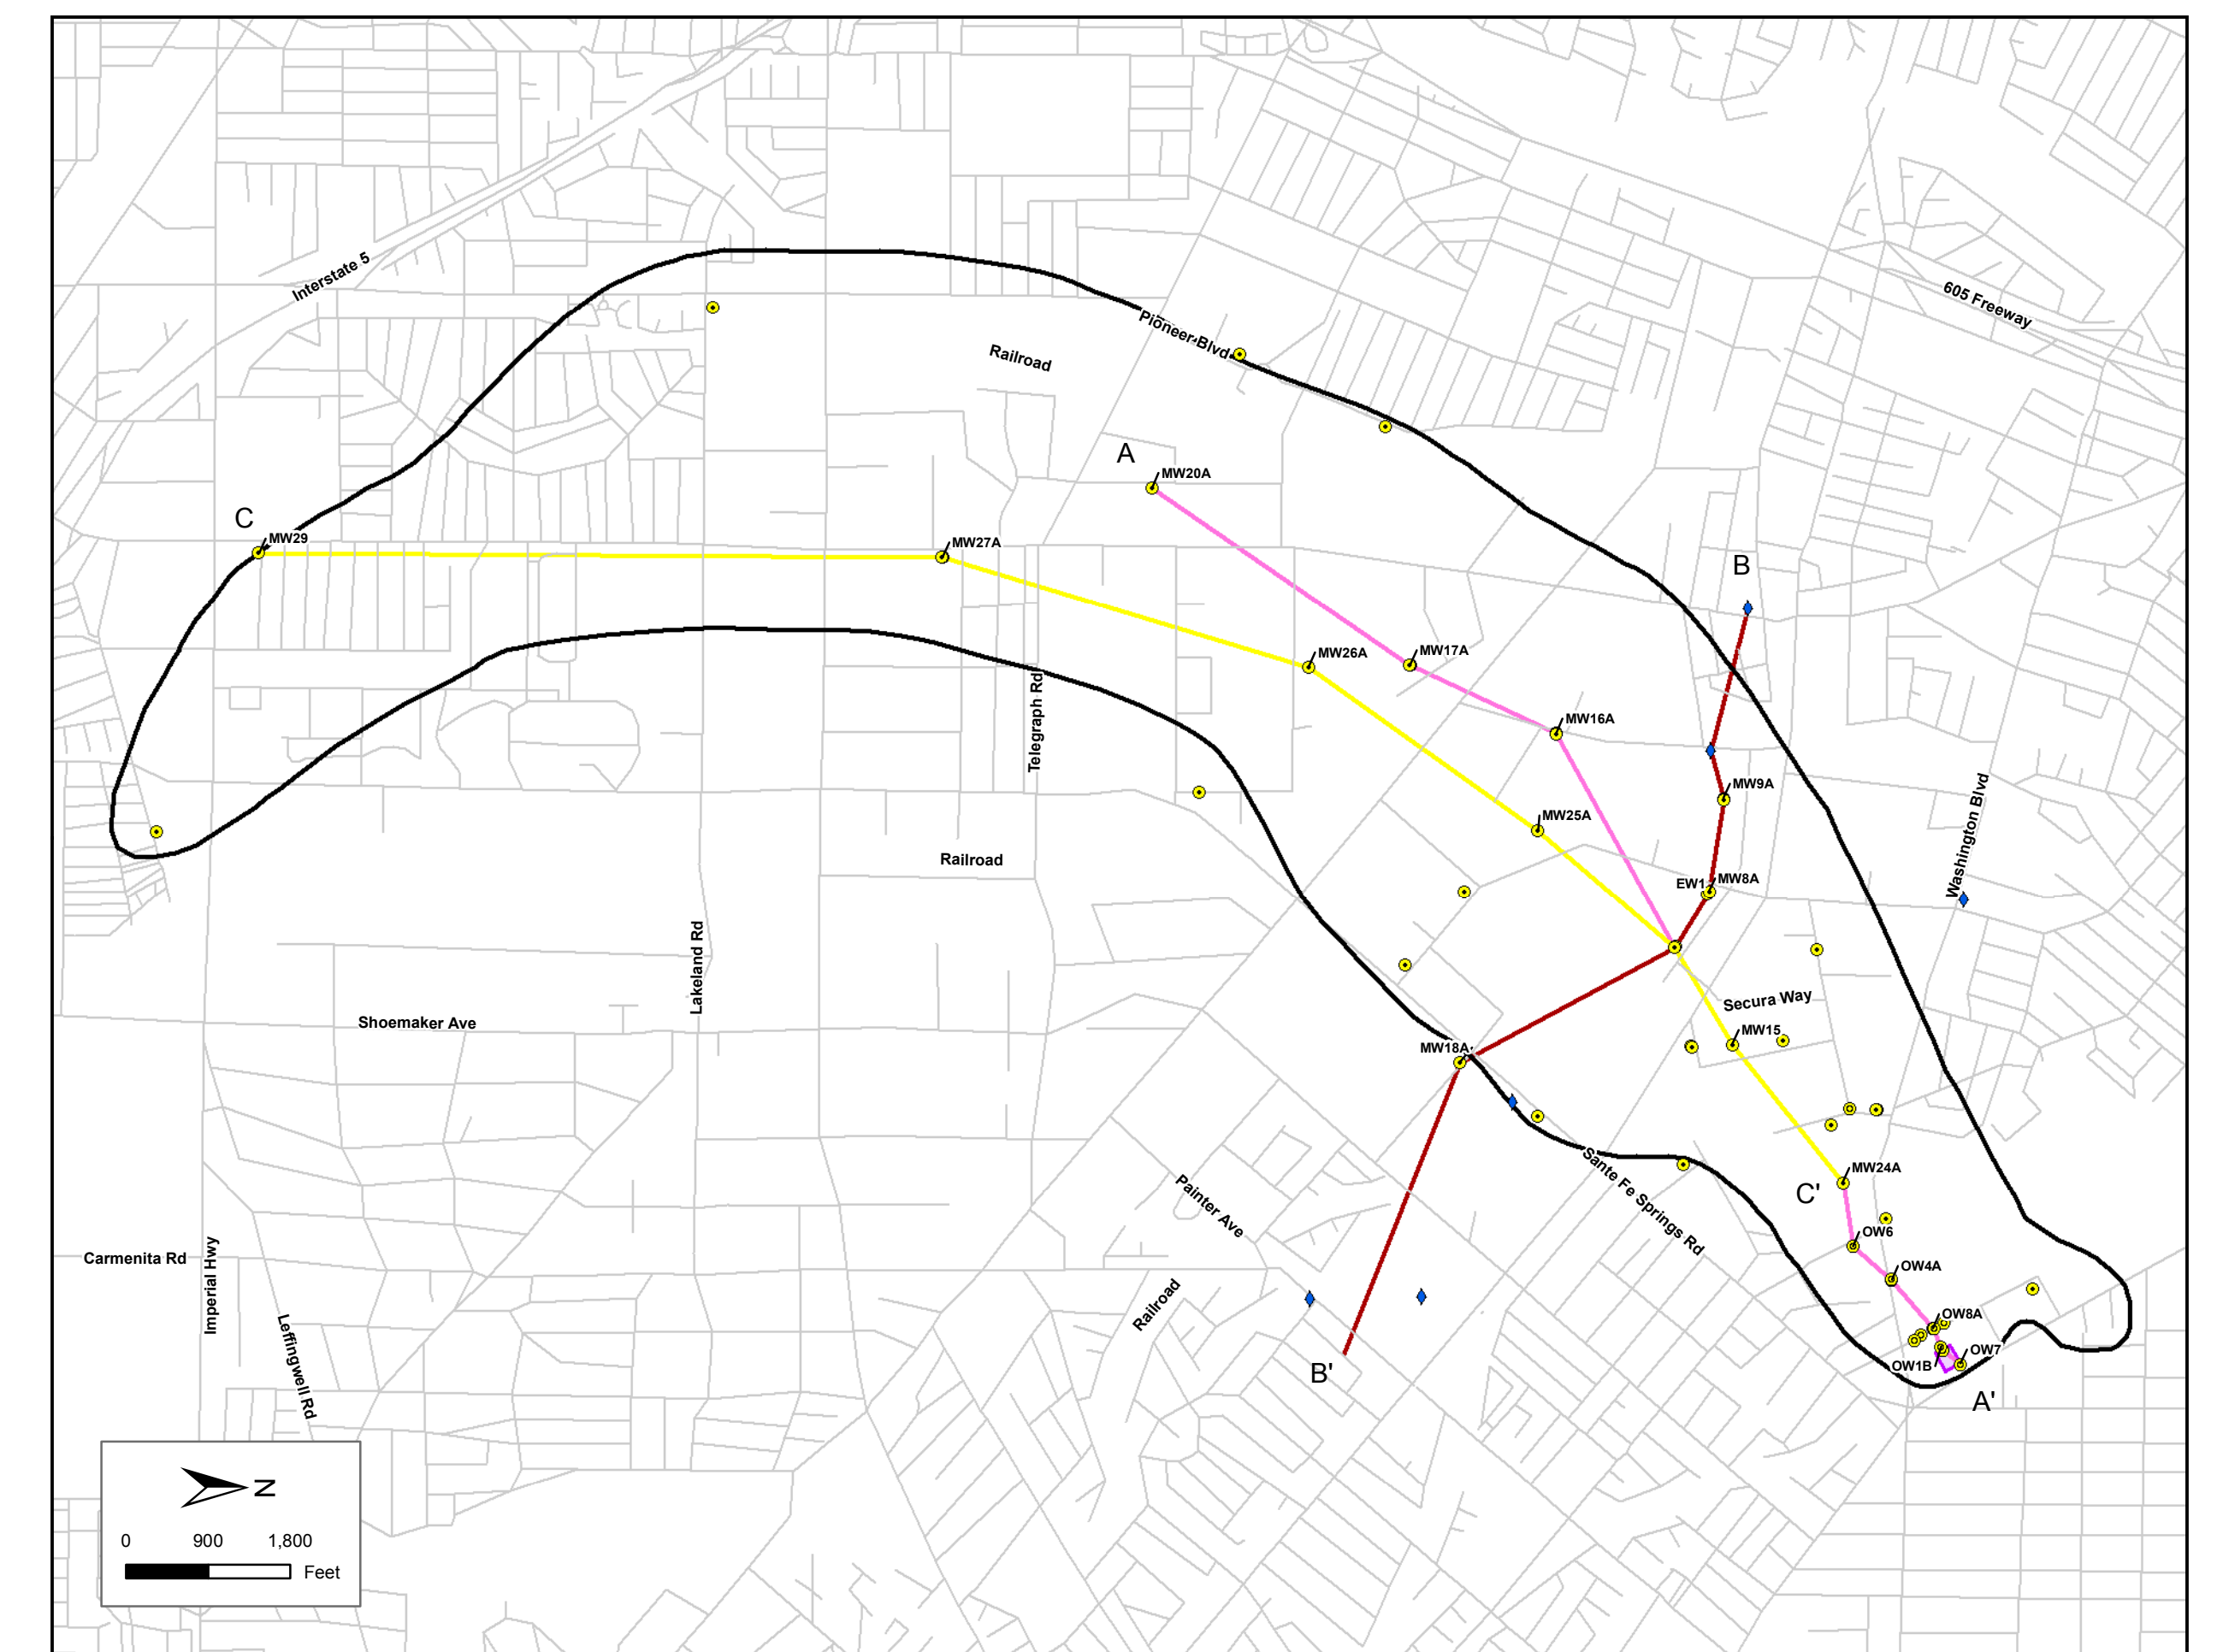 Interstate 5
605 Freeway
Pioneer Blvd
Railroad
A
MW20A
C
MW29
MW27A
B
MW17A
MW26A
Telegraph Rd
MW16A
MW9A
Washington Blvd
MW25A
Railroad
EW1
MW8A
Lakeland Rd
Secura Way
Shoemaker Ave
MW15
MW18A
Painter Ave
Sante Fe Springs Rd
MW24A
C'
OW6
Carmenita Rd
Imperial Hwy
OW4A
Railroad
Leffingwell Rd
OW8A
OW7
OW1B
B'
A'
N
0 900 1,800
Feet